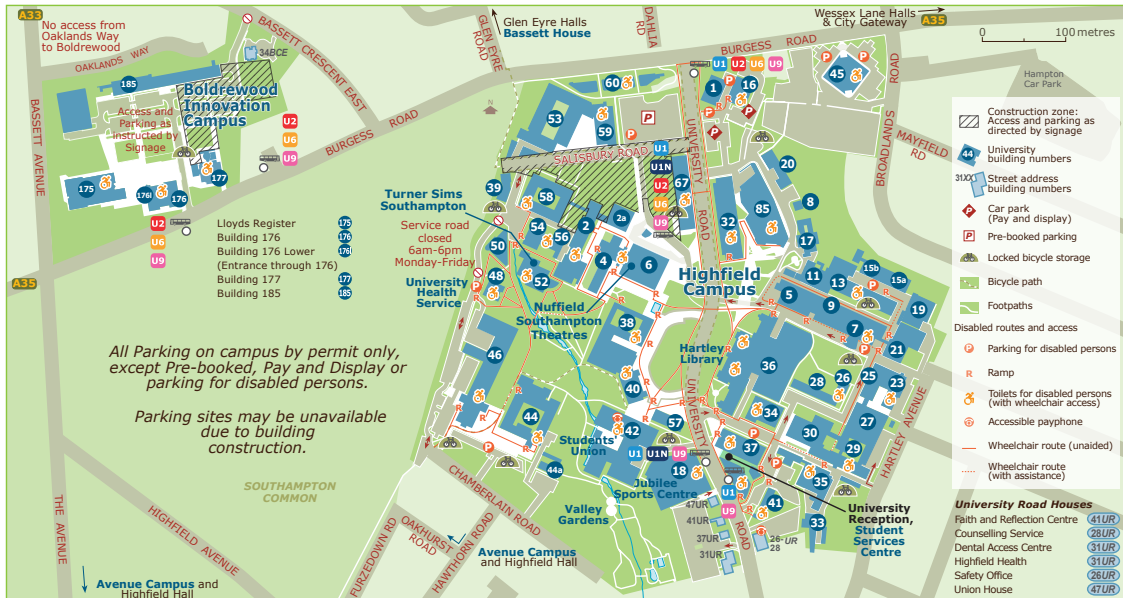 A33
No access from
Oaklands Way
to Boldrewood
OAKLANDS WAY
BASSETT CRESCENT EAST
34BCE
185
Boldrewood
Innovation
Campus
Access and
Parking as
instructed by
Signage
U2
U6
U9
BURGESS ROAD
BASSETT AVENUE
175
176l
176
177
U2
U6
U9
Lloyds Register 175
Building 176 176
Building 176 Lower 176l
(Entrance through 176)
Building 177 177
Building 185 185
A35
All Parking on campus by permit only,
except Pre-booked, Pay and Display or
parking for disabled persons.
Parking sites may be unavailable
due to building
construction.
SOUTHAMPTON
COMMON
THE AVENUE
HIGHFIELD AVENUE
Avenue Campus and
Highfield Hall
GLEN EYRE
ROAD
Glen Eyre Halls
Bassett House
DAHLIA
RD
BURGESS ROAD
Wessex Lane Halls
& City Gateway
A35
0 100 metres
U1
U2
U6
U9
1
16
45
BROADLANDS
ROAD
MAYFIELD
RD
Hampton
Car Park
60
53
59
P
SALISBURY ROAD
U1
U1N
U2
U6
U9
67
UNIVERSITY
ROAD
39
58
Turner Sims
Southampton
Service road
closed
6am-6pm
Monday-Friday
54
56
2
2a
4
6
50
52
48
University
Health
Service
Nuffield
Southampton
Theatres
32
85
20
8
17
Highfield
Campus
11
13
15b
15a
5
9
7
19
21
38
46
Hartley
Library
36
28
26
25
23
40
34
27
30
29
44
42
57
37
35
Students'
Union
U1
U1N
U9
18
44a
Jubilee
Sports Centre
UNIVERSITY
ROAD
U1
U9
41
33
Valley
Gardens
47UR
41UR
37UR
31UR
26-UR
28
University
Reception,
Student
Services
Centre
HARTLEY AVENUE
CHAMBERLAIN ROAD
FURZEDOWN RD
OAKHURST
ROAD
HAWTHORN ROAD
Avenue Campus
and Highfield Hall
Construction zone:
Access and parking as
directed by signage
44 University
building numbers
31XX Street address
building numbers
P Car park
(Pay and display)
P Pre-booked parking
Locked bicycle storage
Bicycle path
Footpaths
Disabled routes and access
P Parking for disabled persons
R Ramp
Toilets for disabled persons
(with wheelchair access)
Accessible payphone
Wheelchair route (unaided)
Wheelchair route
(with assistance)
University Road Houses
Faith and Reflection Centre 41UR
Counselling Service 28UR
Dental Access Centre 31UR
Highfield Health 31UR
Safety Office 26UR
Union House 47UR